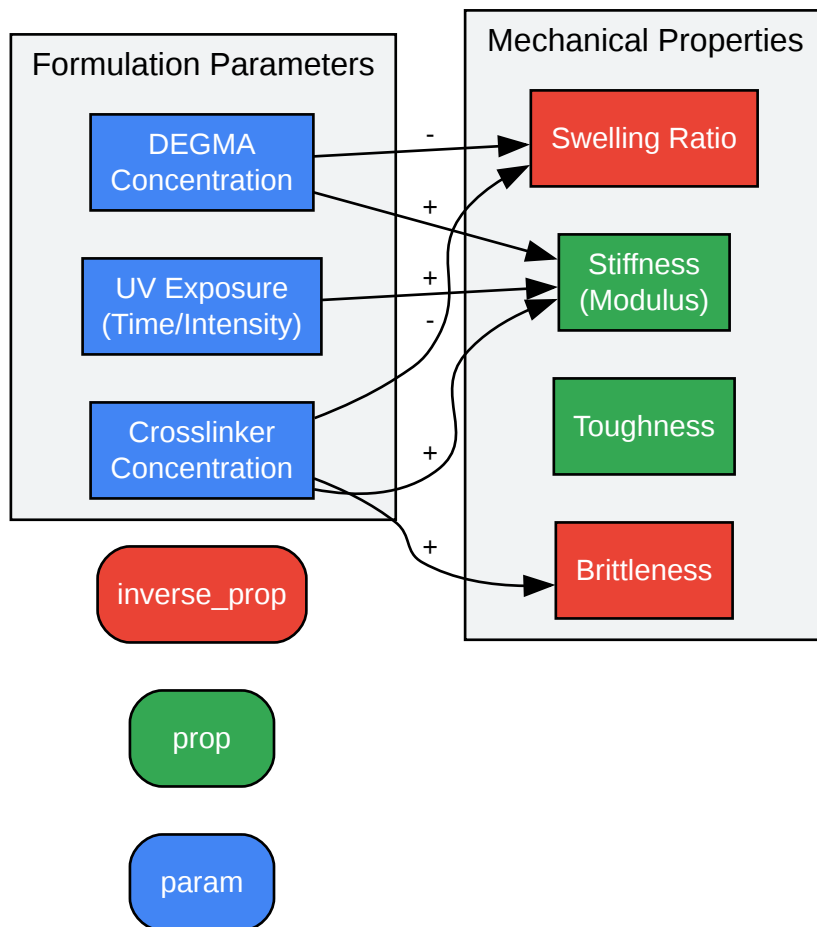 Formulation Parameters
DEGMA
Concentration
UV Exposure
(Time/Intensity)
Crosslinker
Concentration
-
+
+
-
+
+
Mechanical Properties
Swelling Ratio
Stiffness
(Modulus)
Toughness
Brittleness
inverse_prop
prop
param